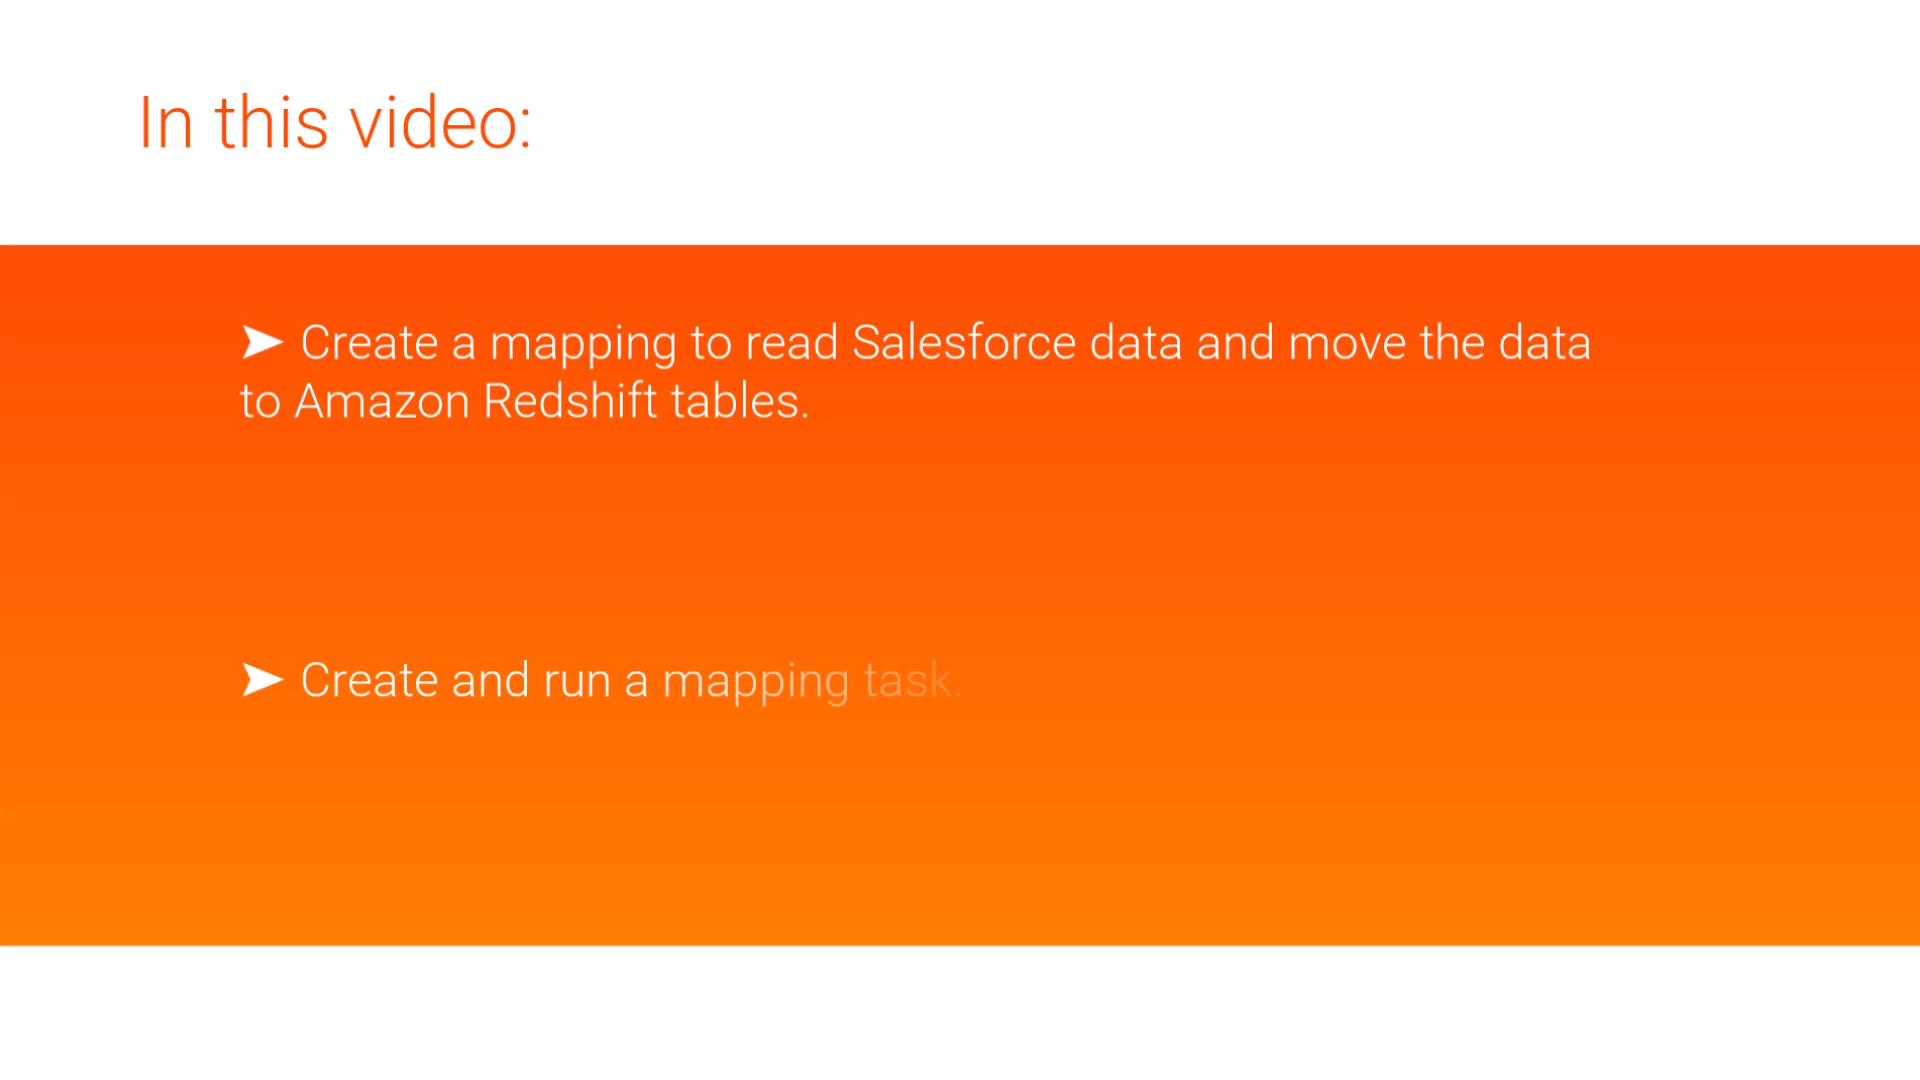 In this video:
➤ Create a mapping to read Salesforce data and move the data
to Amazon Redshift tables.
➤ Create and run a mapping task.